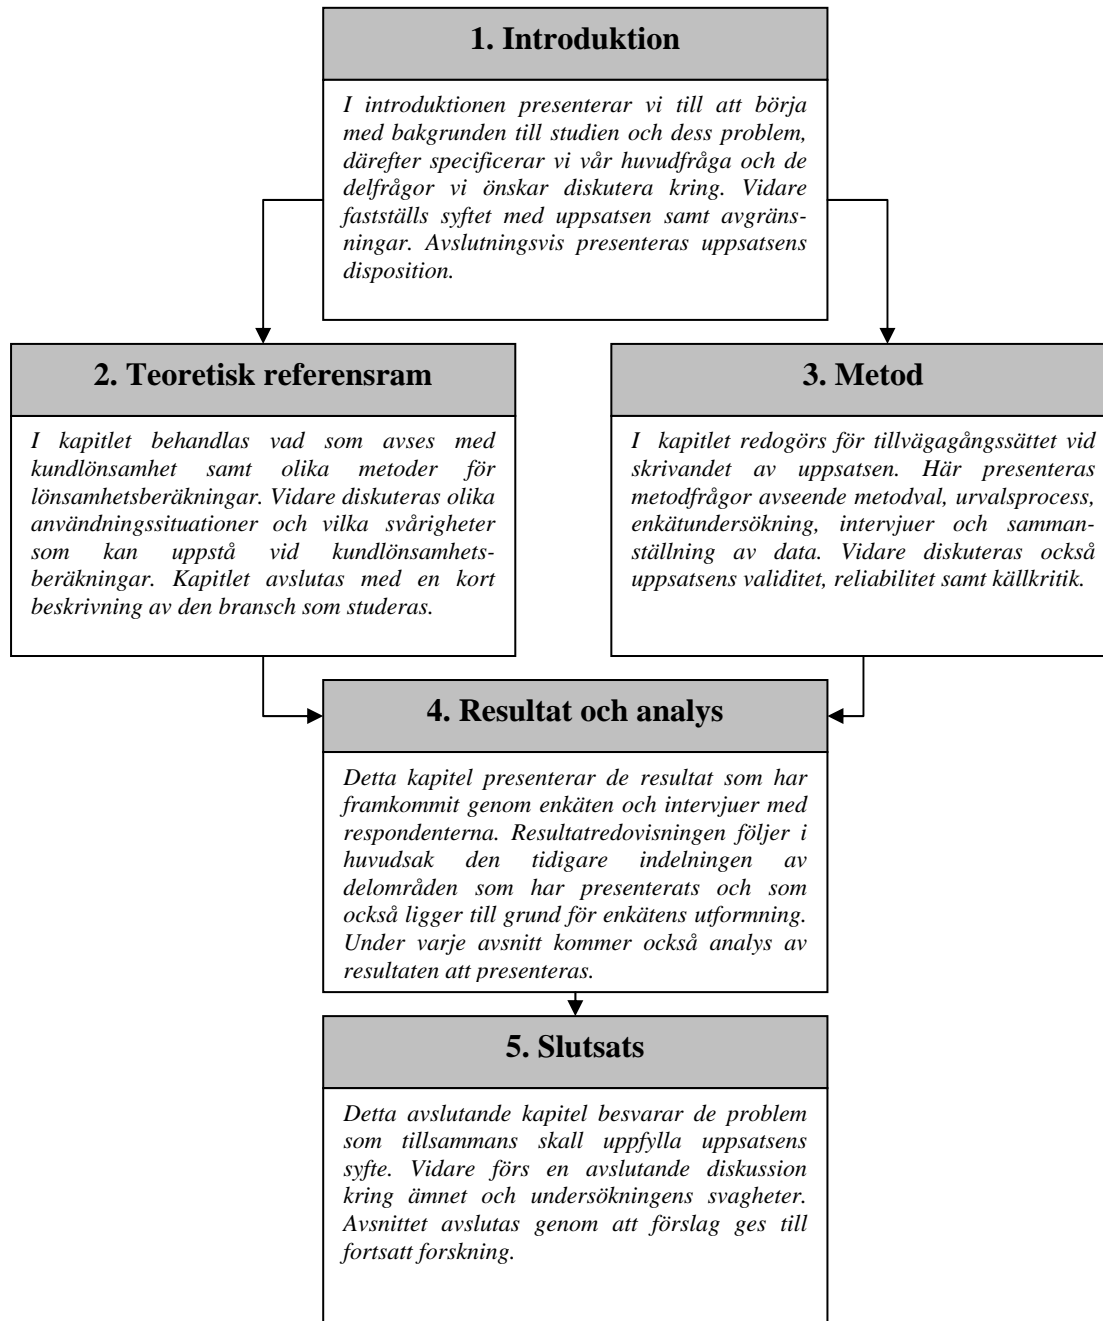 1. Introduktion
I introduktionen presenterar vi till att börja
med bakgrunden till studien och dess problem,
därefter specificerar vi vår huvudfråga och de
delfrågor vi önskar diskutera kring. Vidare
fastställs syftet med uppsatsen samt avgräns-
ningar. Avslutningsvis presenteras uppsatsens
disposition.
2. Teoretisk referensram
I kapitlet behandlas vad som avses med
kundlönsamhet samt olika metoder för
lönsamhetsberäkningar. Vidare diskuteras olika
användningssituationer och vilka svårigheter
som kan uppstå vid kundlönsamhets-
beräkningar. Kapitlet avslutas med en kort
beskrivning av den bransch som studeras.
3. Metod
I kapitlet redogörs för tillvägagångssättet vid
skrivandet av uppsatsen. Här presenteras
metodfrågor avseende metodval, urvalsprocess,
enkätundersökning, intervjuer och samman-
ställning av data. Vidare diskuteras också
uppsatsens validitet, reliabilitet samt källkritik.
4. Resultat och analys
Detta kapitel presenterar de resultat som har
framkommit genom enkäten och intervjuer med
respondenterna. Resultatredovisningen följer i
huvudsak den tidigare indelningen av
delområden som har presenterats och som
också ligger till grund för enkätens utformning.
Under varje avsnitt kommer också analys av
resultaten att presenteras.
5. Slutsats
Detta avslutande kapitel besvarar de problem
som tillsammans skall uppfylla uppsatsens
syfte. Vidare förs en avslutande diskussion
kring ämnet och undersökningens svagheter.
Avsnittet avslutas genom att förslag ges till
fortsatt forskning.